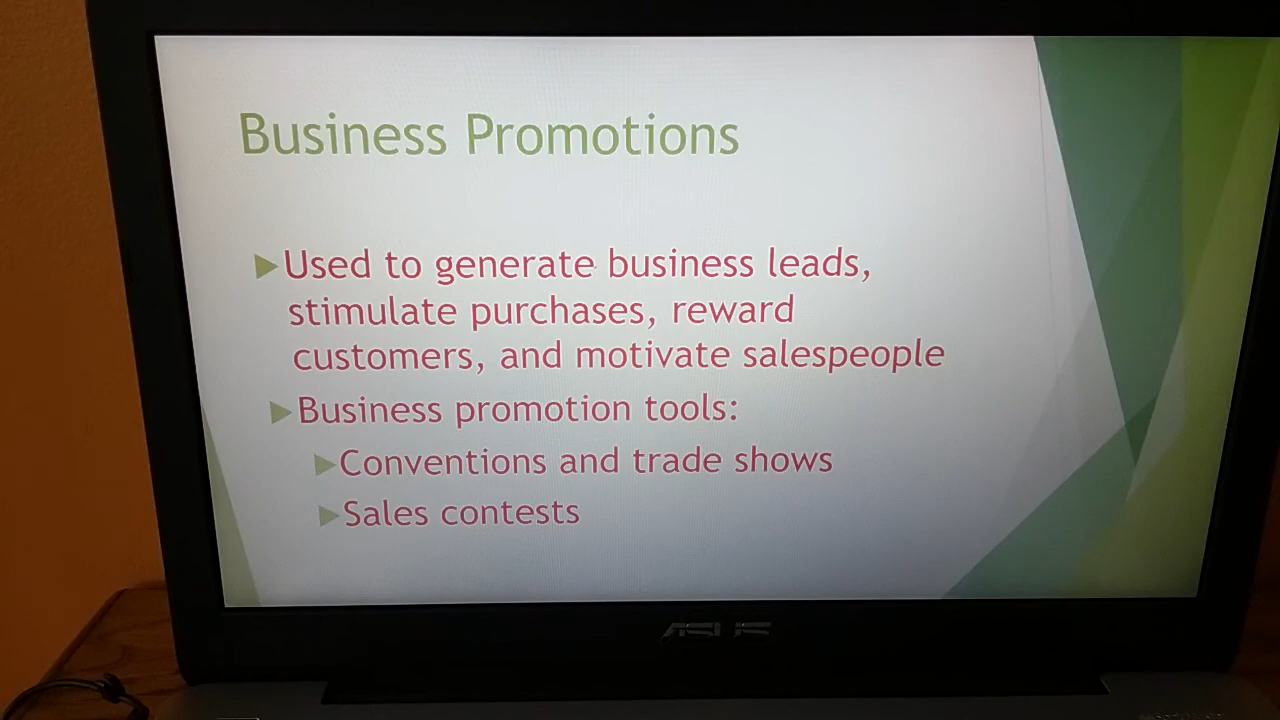 Business Promotions
Used to generate business leads,
stimulate purchases, reward
customers, and motivate salespeople
Business promotion tools:
Conventions and trade shows
Sales contests
ASUS